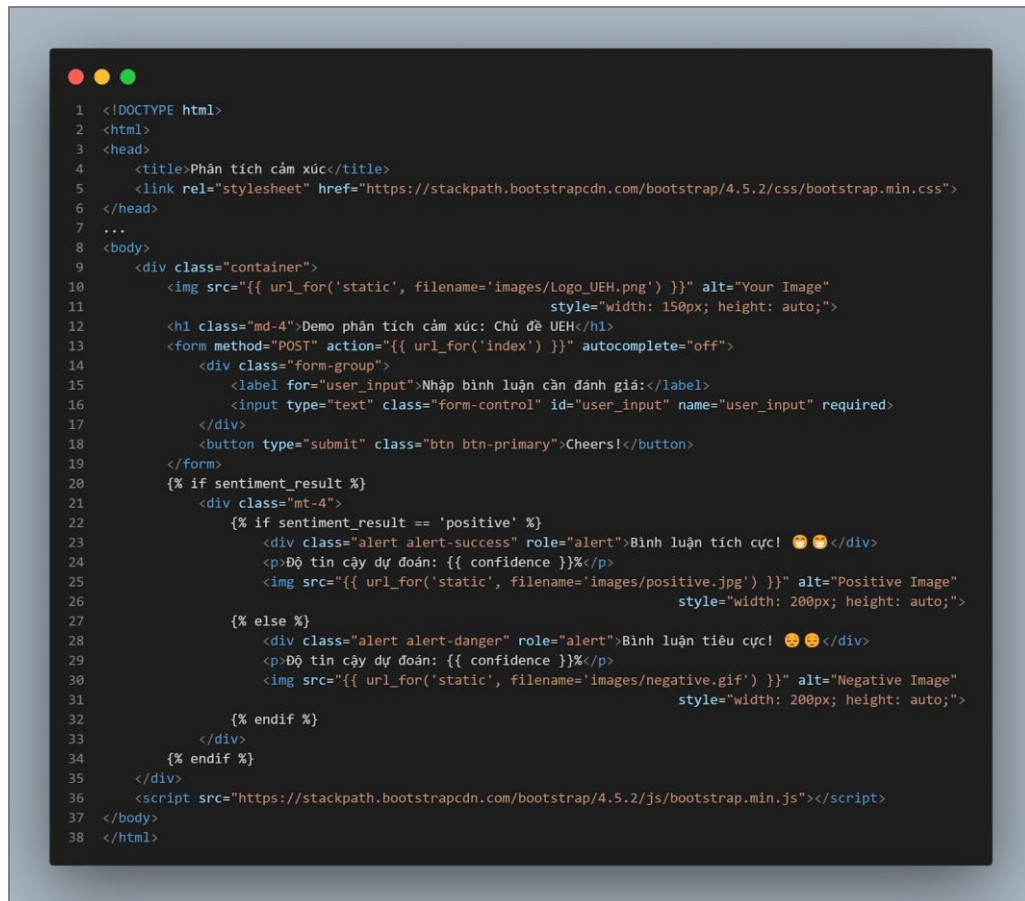 1 <!DOCTYPE html>
2 <html>
3 <head>
4     <title>Phân tích cảm xúc</title>
5     <link rel="stylesheet" href="https://stackpath.bootstrapcdn.com/bootstrap/4.5.2/css/bootstrap.min.css">
6 </head>
7 ...
8 <body>
9     <div class="container">
10         <img src="{{ url_for('static', filename='images/Logo_UEH.png') }}" alt="Your Image"
11                                                         style="width: 150px; height: auto;">
12         <h1 class="md-4">Demo phân tích cảm xúc: Chủ đề UEH</h1>
13         <form method="POST" action="{{ url_for('index') }}" autocomplete="off">
14             <div class="form-group">
15                 <label for="user_input">Nhập bình luận cần đánh giá:</label>
16                 <input type="text" class="form-control" id="user_input" name="user_input" required>
17             </div>
18             <button type="submit" class="btn btn-primary">Cheers!</button>
19         </form>
20         {% if sentiment_result %}
21             <div class="mt-4">
22                 {% if sentiment_result == 'positive' %}
23                     <div class="alert alert-success" role="alert">Bình luận tích cực! 😁😁</div>
24                     <p>Độ tin cậy dự đoán: {{ confidence }}%</p>
25                     <img src="{{ url_for('static', filename='images/positive.jpg') }}" alt="Positive Image"
26                                                                         style="width: 200px; height: auto;">
27                 {% else %}
28                     <div class="alert alert-danger" role="alert">Bình luận tiêu cực! 😔😔</div>
29                     <p>Độ tin cậy dự đoán: {{ confidence }}%</p>
30                     <img src="{{ url_for('static', filename='images/negative.gif') }}" alt="Negative Image"
31                                                                         style="width: 200px; height: auto;">
32                 {% endif %}
33             </div>
34         {% endif %}
35     </div>
36     <script src="https://stackpath.bootstrapcdn.com/bootstrap/4.5.2/js/bootstrap.min.js"></script>
37 </body>
38 </html>